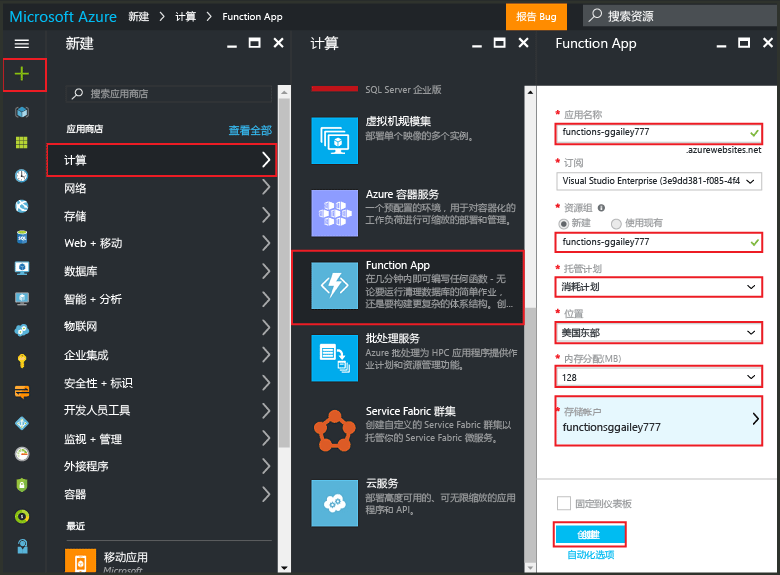 Microsoft Azure 新建 > 计算 > Function App
报告 Bug
搜索资源
新建
搜索应用商店
应用商店
查看全部
计算
网络
存储
Web + 移动
数据库
智能 + 分析
物联网
企业集成
安全性 + 标识
开发人员工具
监视 + 管理
外接程序
容器
最近
移动应用
Microsoft
计算
SQL Server 企业版
虚拟机规模集
部署单个映像的多个实例。
Azure 容器服务
一个预配置的环境，用于对容器化的
工作负荷进行可缩放的部署和管理。
Function App
在几分钟内即可编写任何函数 - 无
论要运行清理数据库的简单作业，
还是要构建更复杂的体系结构。创...
批处理服务
Azure 批处理为 HPC 应用程序提供作
业计划和资源管理功能。
Service Fabric 群集
创建自定义的 Service Fabric 群集以
托管你的 Service Fabric 微服务。
云服务
部署高度可用的、可无限缩放的应用
程序和 API。
Function App
* 应用名称
functions-ggailey777
.azurewebsites.net
* 订阅
Visual Studio Enterprise (3e9dd381-f085-4f4
* 资源组
新建 使用现有
functions-ggailey777
* 托管计划
消耗计划
* 位置
美国东部
* 内存分配(MB)
128
* 存储帐户
functionsggailey777
固定到仪表板
创建
自动化选项